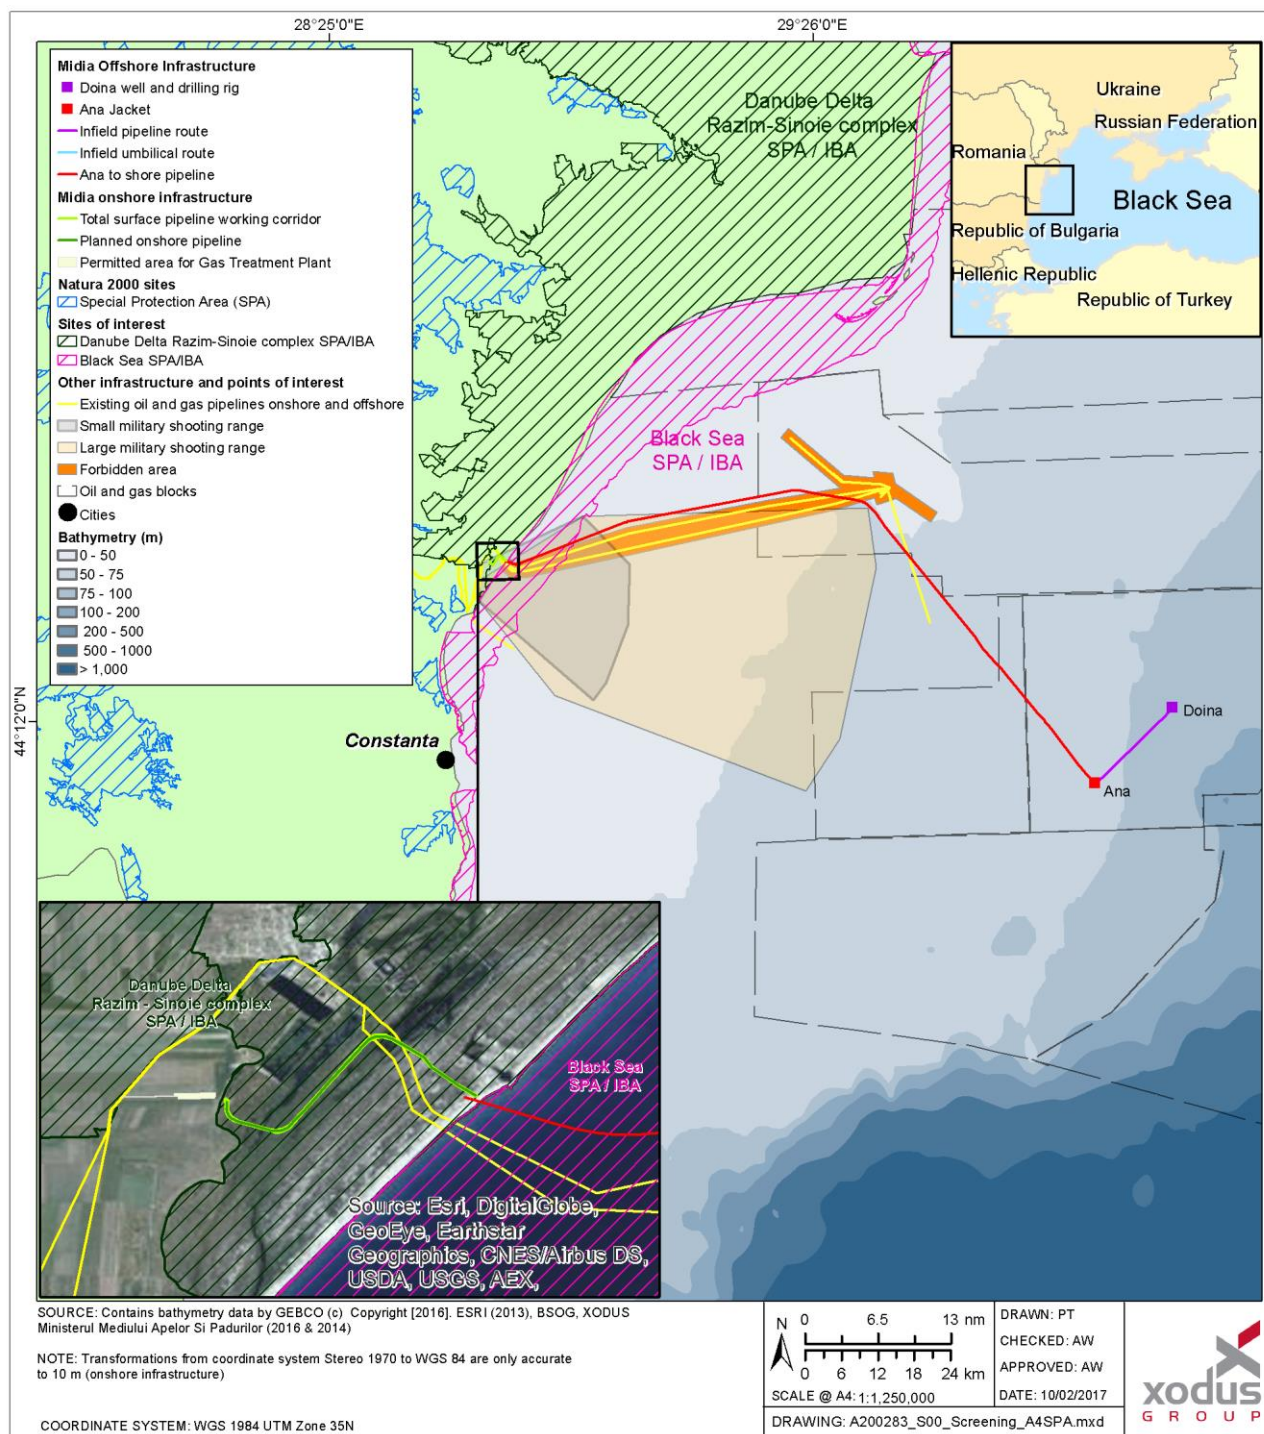 28°25'0"E
29°26'0"E
44°12'0"N
Midia Offshore Infrastructure
Doina well and drilling rig
Ana Jacket
Infield pipeline route
Infield umbilical route
Ana to shore pipeline
Midia onshore infrastructure
Total surface pipeline working corridor
Planned onshore pipeline
Permitted area for Gas Treatment Plant
Natura 2000 sites
Special Protection Area (SPA)
Sites of interest
Danube Delta Razim-Sinoie complex SPA/IBA
Black Sea SPA/IBA
Other infrastructure and points of interest
Existing oil and gas pipelines onshore and offshore
Small military shooting range
Large military shooting range
Forbidden area
Oil and gas blocks
Cities
Bathymetry (m)
0 - 50
50 - 75
75 - 100
100 - 200
200 - 500
500 - 1000
> 1,000
Danube Delta
Razim-Sinoie complex
SPA / IBA
Ukraine
Russian Federation
Romania
Black Sea
Republic of Bulgaria
Hellenic Republic
Republic of Turkey
Black Sea
SPA / IBA
Constanta
Doina
Ana
Danube Delta
Razim - Sinoie complex
SPA / IBA
Black Sea
SPA / IBA
Source: Esri, DigitalGlobe,
GeoEye, Earthstar
Geographics, CNES/Airbus DS,
USDA, USGS, AEX,
SOURCE: Contains bathymetry data by GEBCO (c) Copyright [2016]. ESRI (2013), BSOG, XODUS
Ministerul Mediului Apelor Si Padurilor (2016 & 2014)
NOTE: Transformations from coordinate system Stereo 1970 to WGS 84 are only accurate
to 10 m (onshore infrastructure)
COORDINATE SYSTEM: WGS 1984 UTM Zone 35N
N
0 6.5 13 nm
0 6 12 18 24 km
SCALE @ A4: 1:1,250,000
DRAWN: PT
CHECKED: AW
APPROVED: AW
DATE: 10/02/2017
DRAWING: A200283_S00_Screening_A4SPA.mxd
xodus
GROUP